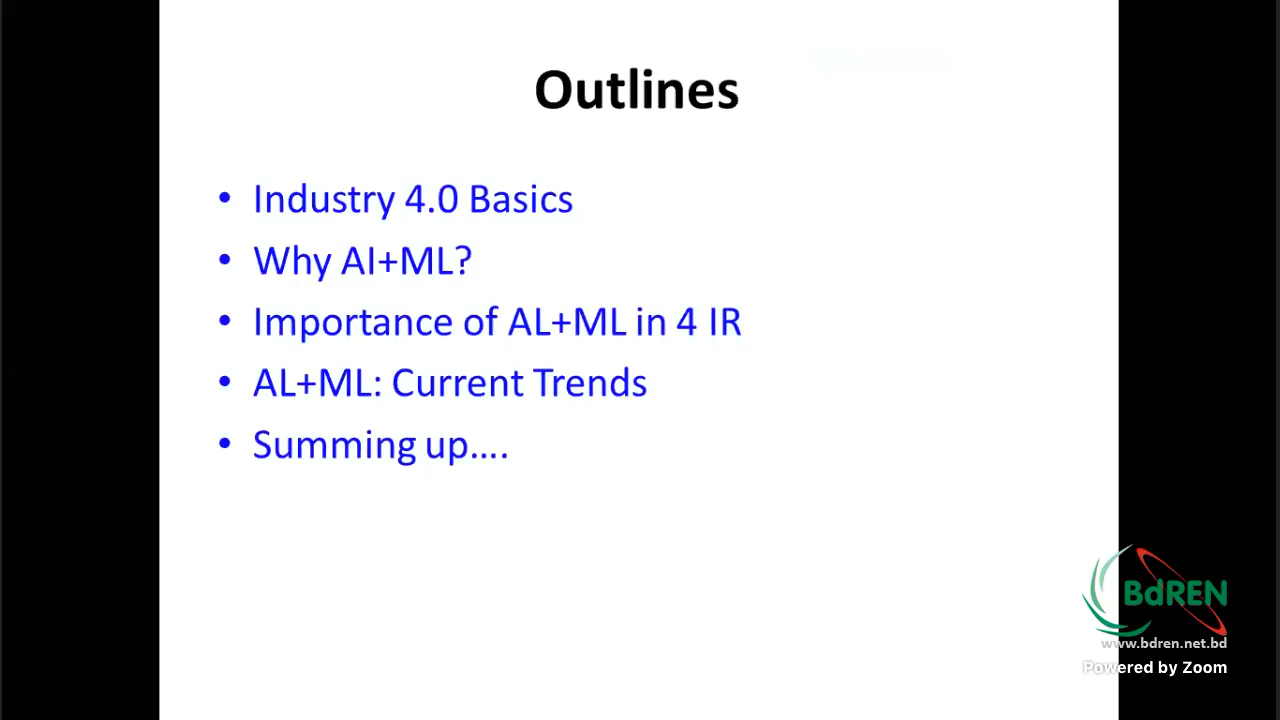 Outlines
• Industry 4.0 Basics
• Why AI+ML?
• Importance of AL+ML in 4 IR
• AL+ML: Current Trends
• Summing up....
BdREN
www.bdren.net.bd
Powered by Zoom